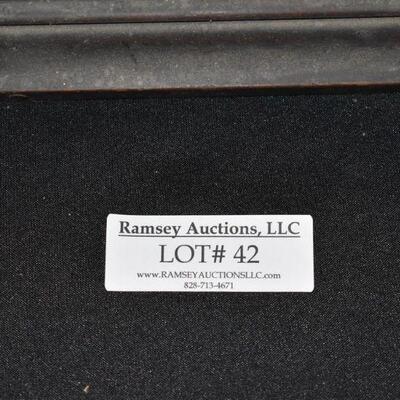 Ramsey Auctions, LLC
LOT# 42
www.RAMSEYAUCTIONSLLC.com
828-713-4671